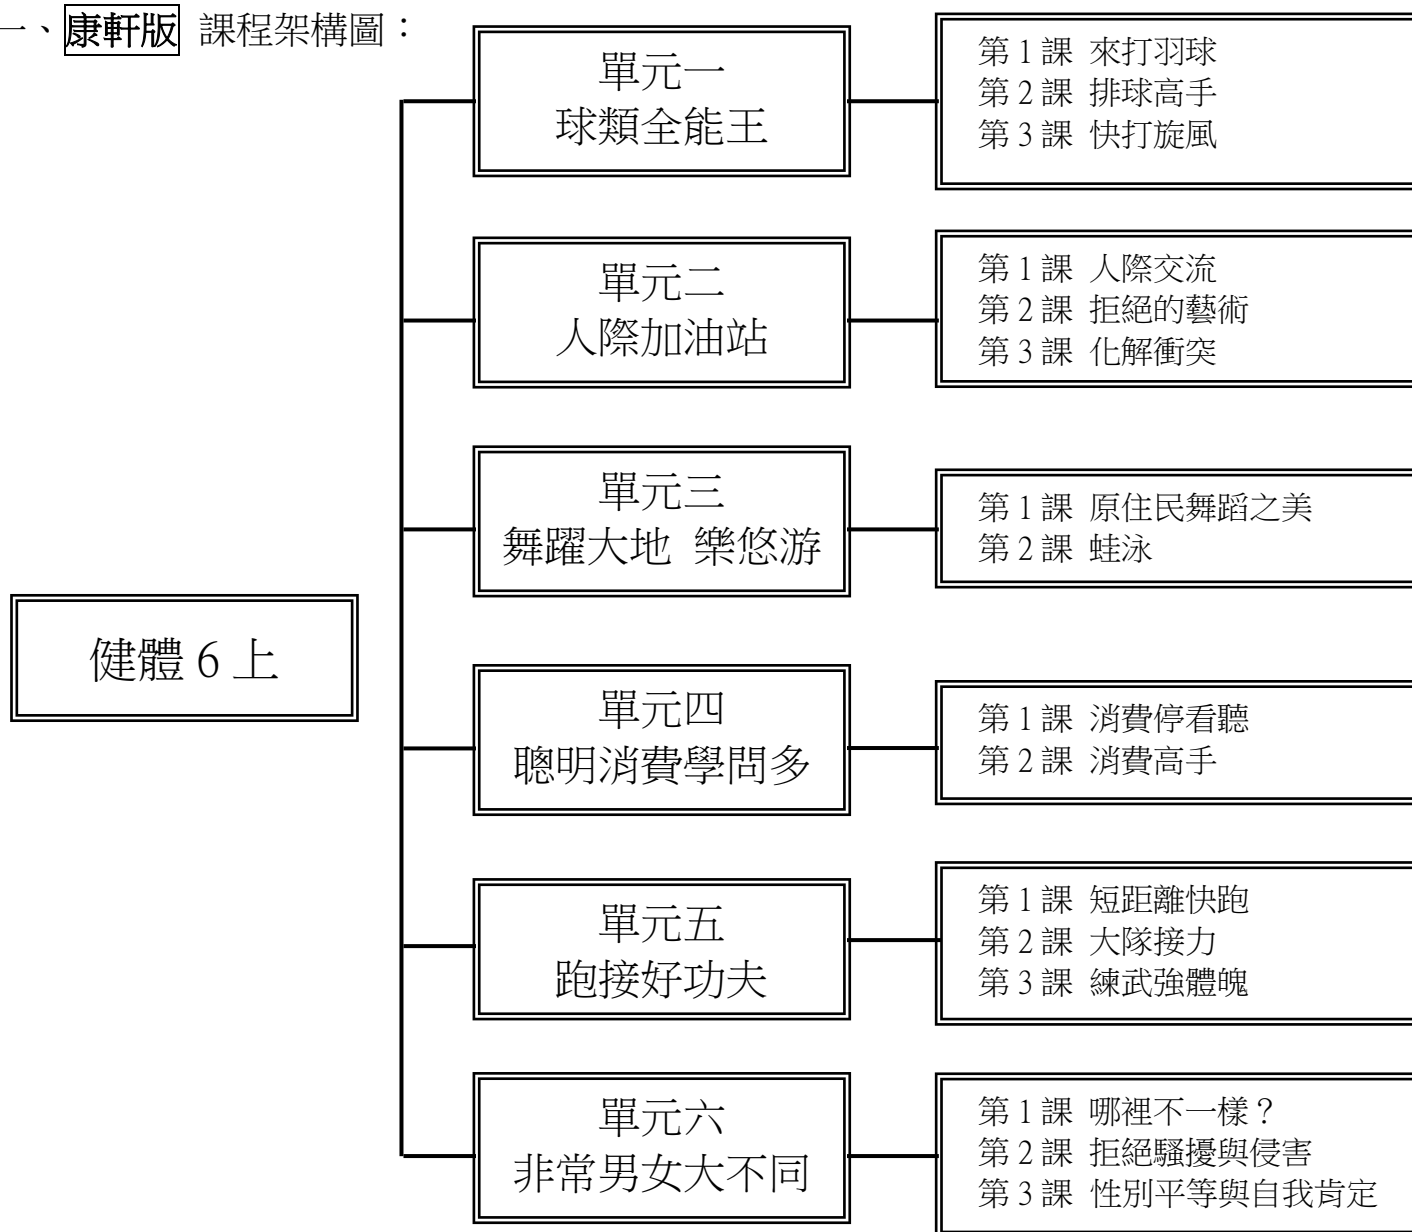 一、康軒版 課程架構圖：
單元一
球類全能王
第1課 來打羽球
第2課 排球高手
第3課 快打旋風
單元二
人際加油站
第1課 人際交流
第2課 拒絕的藝術
第3課 化解衝突
單元三
舞躍大地 樂悠游
第1課 原住民舞蹈之美
第2課 蛙泳
健體6上
單元四
聰明消費學問多
第1課 消費停看聽
第2課 消費高手
單元五
跑接好功夫
第1課 短距離快跑
第2課 大隊接力
第3課 練武強體魄
單元六
非常男女大不同
第1課 哪裡不一樣？
第2課 拒絕騷擾與侵害
第3課 性別平等與自我肯定